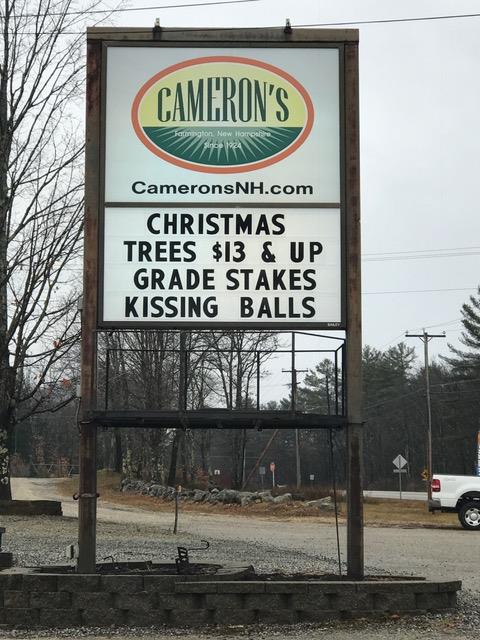 CAMERON'S
Farmington, New Hampshire
Since 1924
CameronsNH.com
CHRISTMAS
TREES $13 & UP
GRADE STAKES
KISSING BALLS